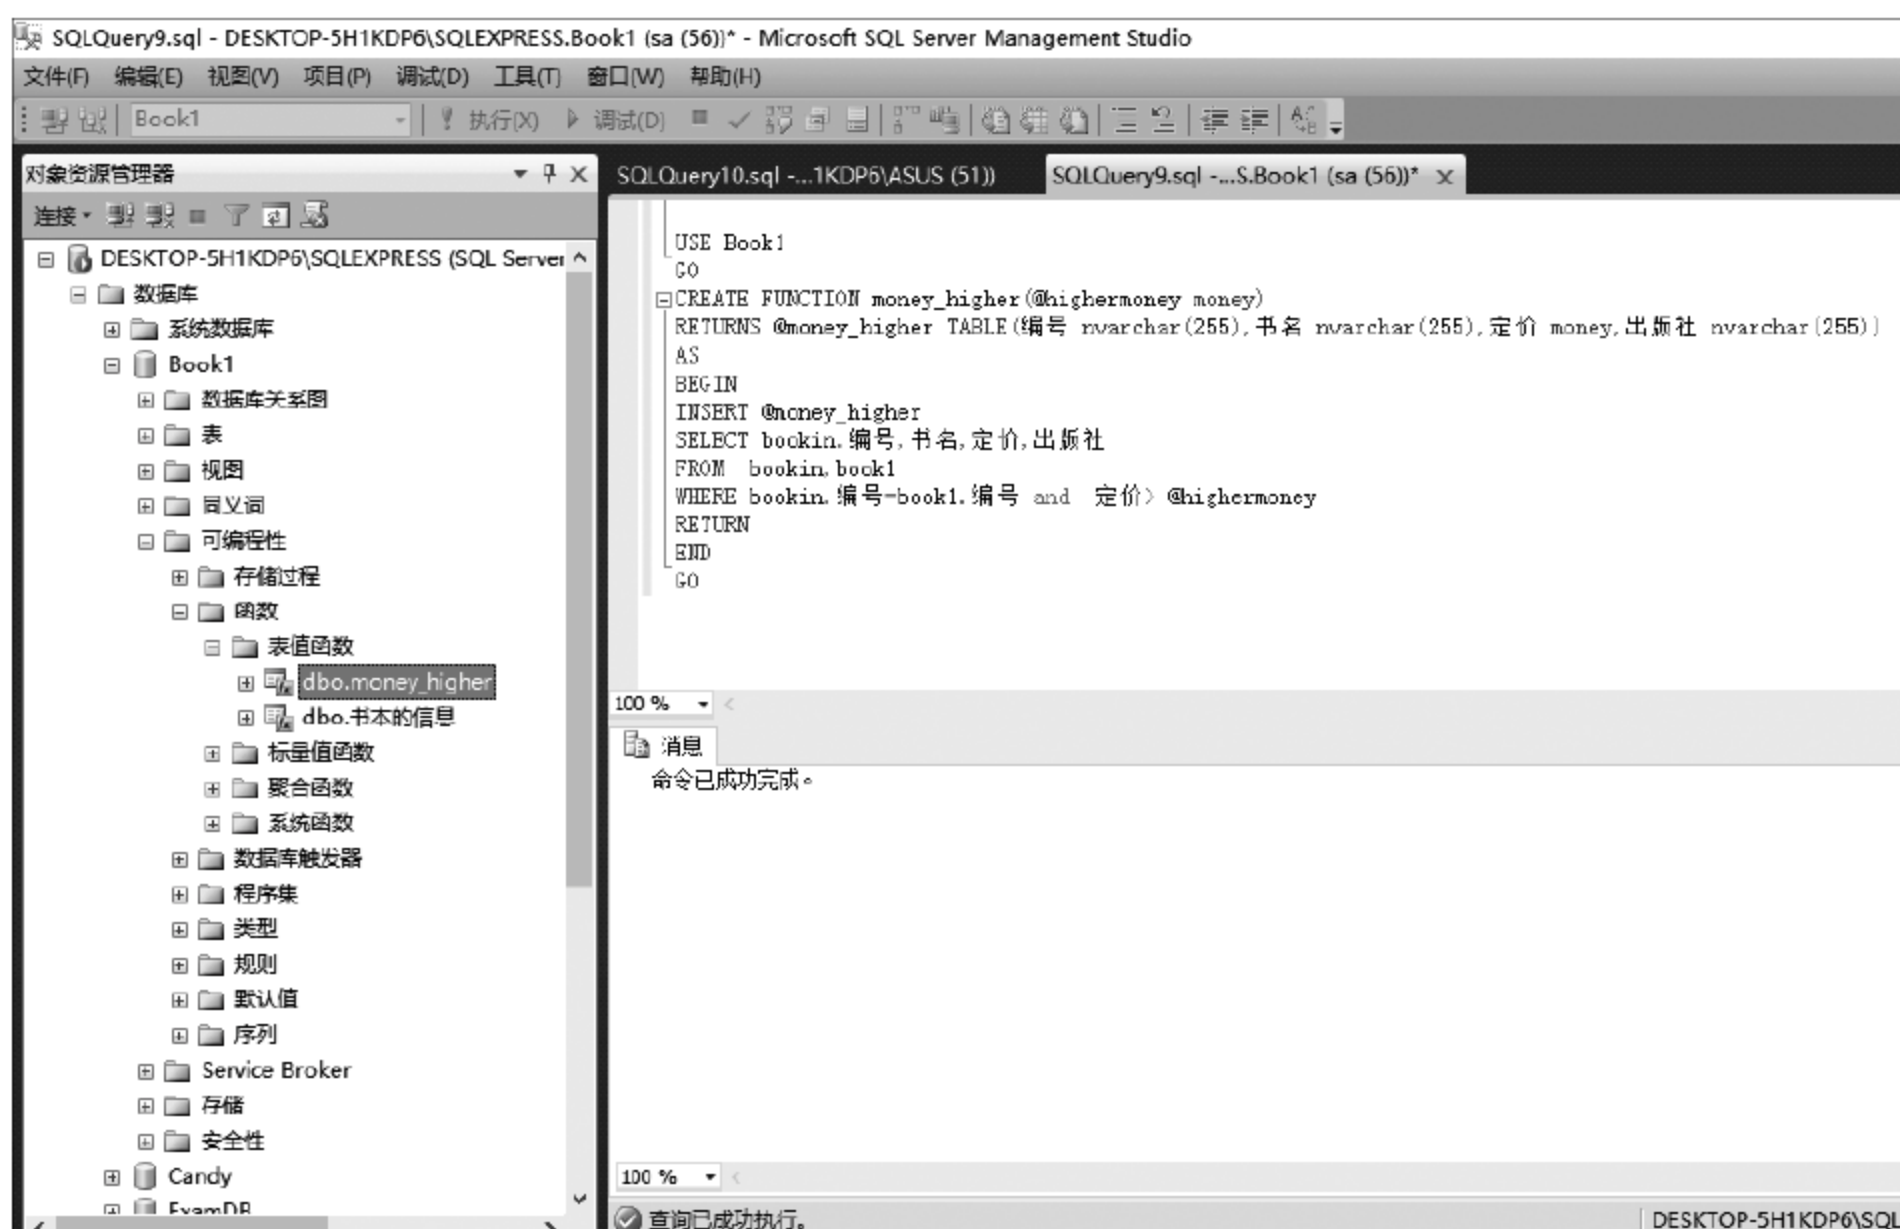 SQLQuery9.sql - DESKTOP-5H1KDP6\SQLEXPRESS.Book1 (sa (56))* - Microsoft SQL Server Management Studio
文件(F) 编辑(E) 视图(V) 项目(P) 调试(D) 工具(T) 窗口(W) 帮助(H)
Book1 执行(X) 调试(D)
对象资源管理器
连接
DESKTOP-5H1KDP6\SQLEXPRESS (SQL Server
数据库
系统数据库
Book1
数据库关系图
表
视图
同义词
可编程性
存储过程
函数
表值函数
dbo.money_higher
dbo.书本的信息
标量值函数
聚合函数
系统函数
数据库触发器
程序集
类型
规则
默认值
序列
Service Broker
存储
安全性
Candy
ExamDB
SQLQuery10.sql -...1KDP6\ASUS (51)) SQLQuery9.sql -...S.Book1 (sa (56))*
USE Book1
GO
CREATE FUNCTION money_higher(@highermoney money)
RETURNS @money_higher TABLE(编号 nvarchar(255),书名 nvarchar(255),定价 money,出版社 nvarchar(255))
AS
BEGIN
INSERT @money_higher
SELECT bookin.编号,书名,定价,出版社
FROM bookin,book1
WHERE bookin.编号=book1.编号 and 定价> @highermoney
RETURN
END
GO
100 %
消息
命令已成功完成。
100 %
查询已成功执行。
DESKTOP-5H1KDP6\SQL